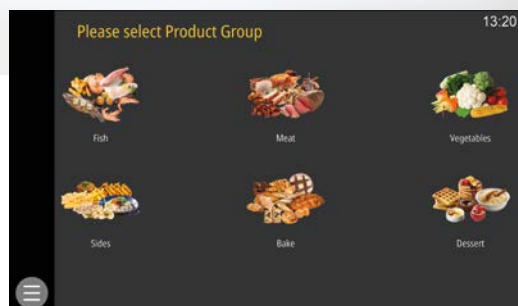 13:20
Please select Product Group
Fish
Meat
Vegetables
Sides
Bake
Dessert